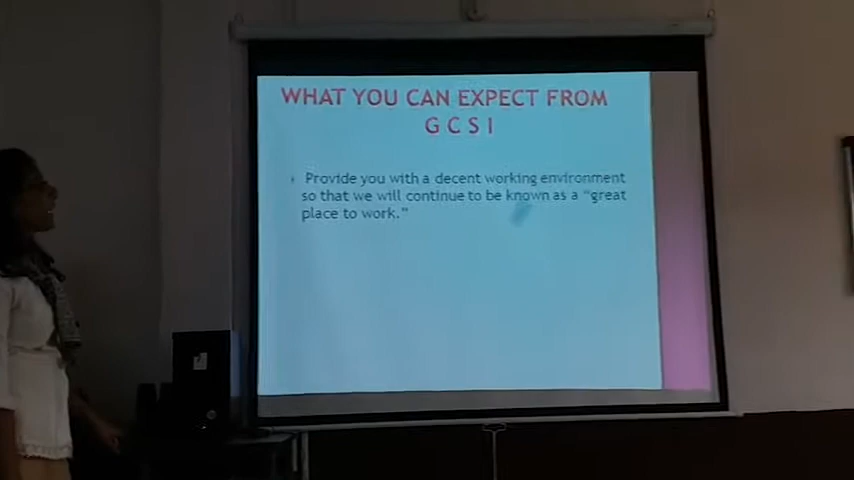 WHAT YOU CAN EXPECT FROM
G C S I
Provide you with a decent working environment
so that we will continue to be known as a "great
place to work."